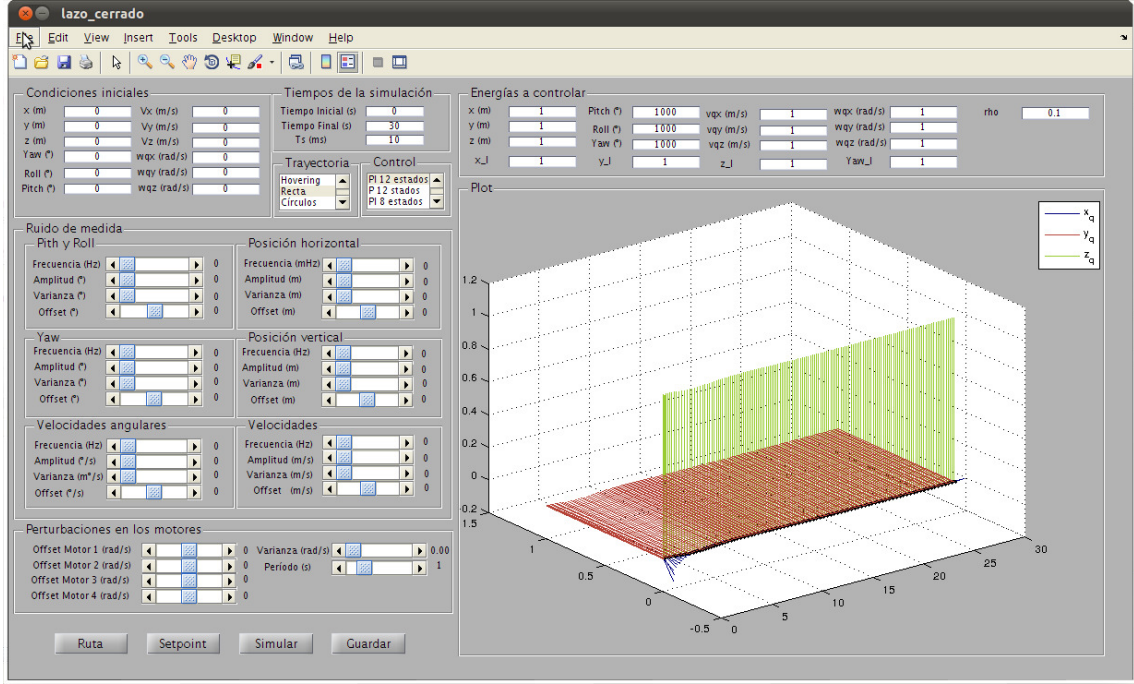 lazo_cerrado
File Edit View Insert Tools Desktop Window Help
Condiciones iniciales
x (m) 0 Vx (m/s) 0
y (m) 0 Vy (m/s) 0
z (m) 0 Vz (m/s) 0
Yaw (º) 0 wqx (rad/s) 0
Roll (º) 0 wqy (rad/s) 0
Pitch (º) 0 wqz (rad/s) 0
Tiempos de la simulación
Tiempo Inicial (s) 0
Tiempo Final (s) 30
Ts (ms) 10
Trayectoria
Hovering
Recta
Círculos
Control
PI 12 estados
P 12 stados
PI 8 estados
Energías a controlar
x (m) 1 Pitch (º) 1000 vqx (m/s) 1 wqx (rad/s) 1 rho 0.1
y (m) 1 Roll (º) 1000 vqy (m/s) 1 wqy (rad/s) 1
z (m) 1 Yaw (º) 1000 vqz (m/s) 1 wqz (rad/s) 1
x_I 1 y_I 1 z_I 1 Yaw_I 1
Ruido de medida
Pith y Roll
Frecuencia (Hz) 0
Amplitud (º) 0
Varianza (º) 0
Offset (º) 0
Posición horizontal
Frecuencia (mHz) 0
Amplitud (m) 0
Varianza (m) 0
Offset (m) 0
Yaw
Frecuencia (Hz) 0
Amplitud (º) 0
Varianza (º) 0
Offset (º) 0
Posición vertical
Frecuencia (Hz) 0
Amplitud (m) 0
Varianza (m) 0
Offset (m) 0
Velocidades angulares
Frecuencia (Hz) 0
Amplitud (º/s) 0
Varianza (mº/s) 0
Offset (º/s) 0
Velocidades
Frecuencia (Hz) 0
Amplitud (m/s) 0
Varianza (m/s) 0
Offset (m/s) 0
Perturbaciones en los motores
Offset Motor 1 (rad/s) 0 Varianza (rad/s) 0.00
Offset Motor 2 (rad/s) 0 Período (s) 1
Offset Motor 3 (rad/s) 0
Offset Motor 4 (rad/s) 0
Ruta Setpoint Simular Guardar
Plot
x_q
y_q
z_q
1.2
1
0.8
0.6
0.4
0.2
0
-0.2
1.5
1
0.5
0
-0.5
0
5
10
15
20
25
30